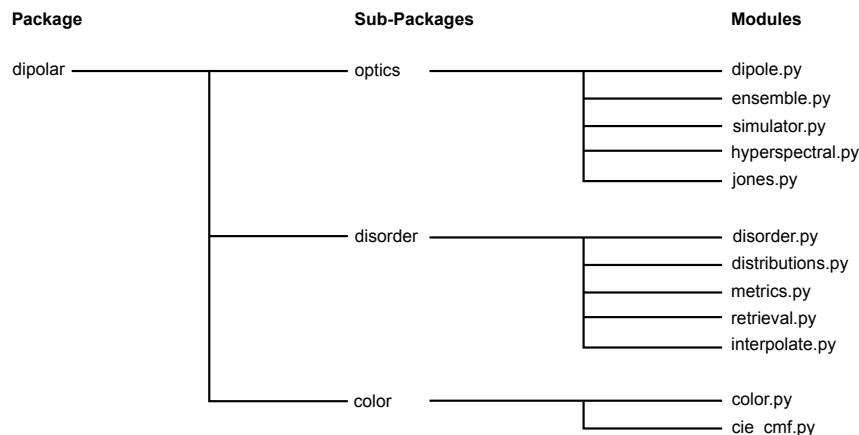 Package Sub-Packages Modules
dipolar optics dipole.py
ensemble.py
simulator.py
hyperspectral.py
jones.py
disorder disorder.py
distributions.py
metrics.py
retrieval.py
interpolate.py
color color.py
cie_cmf.py